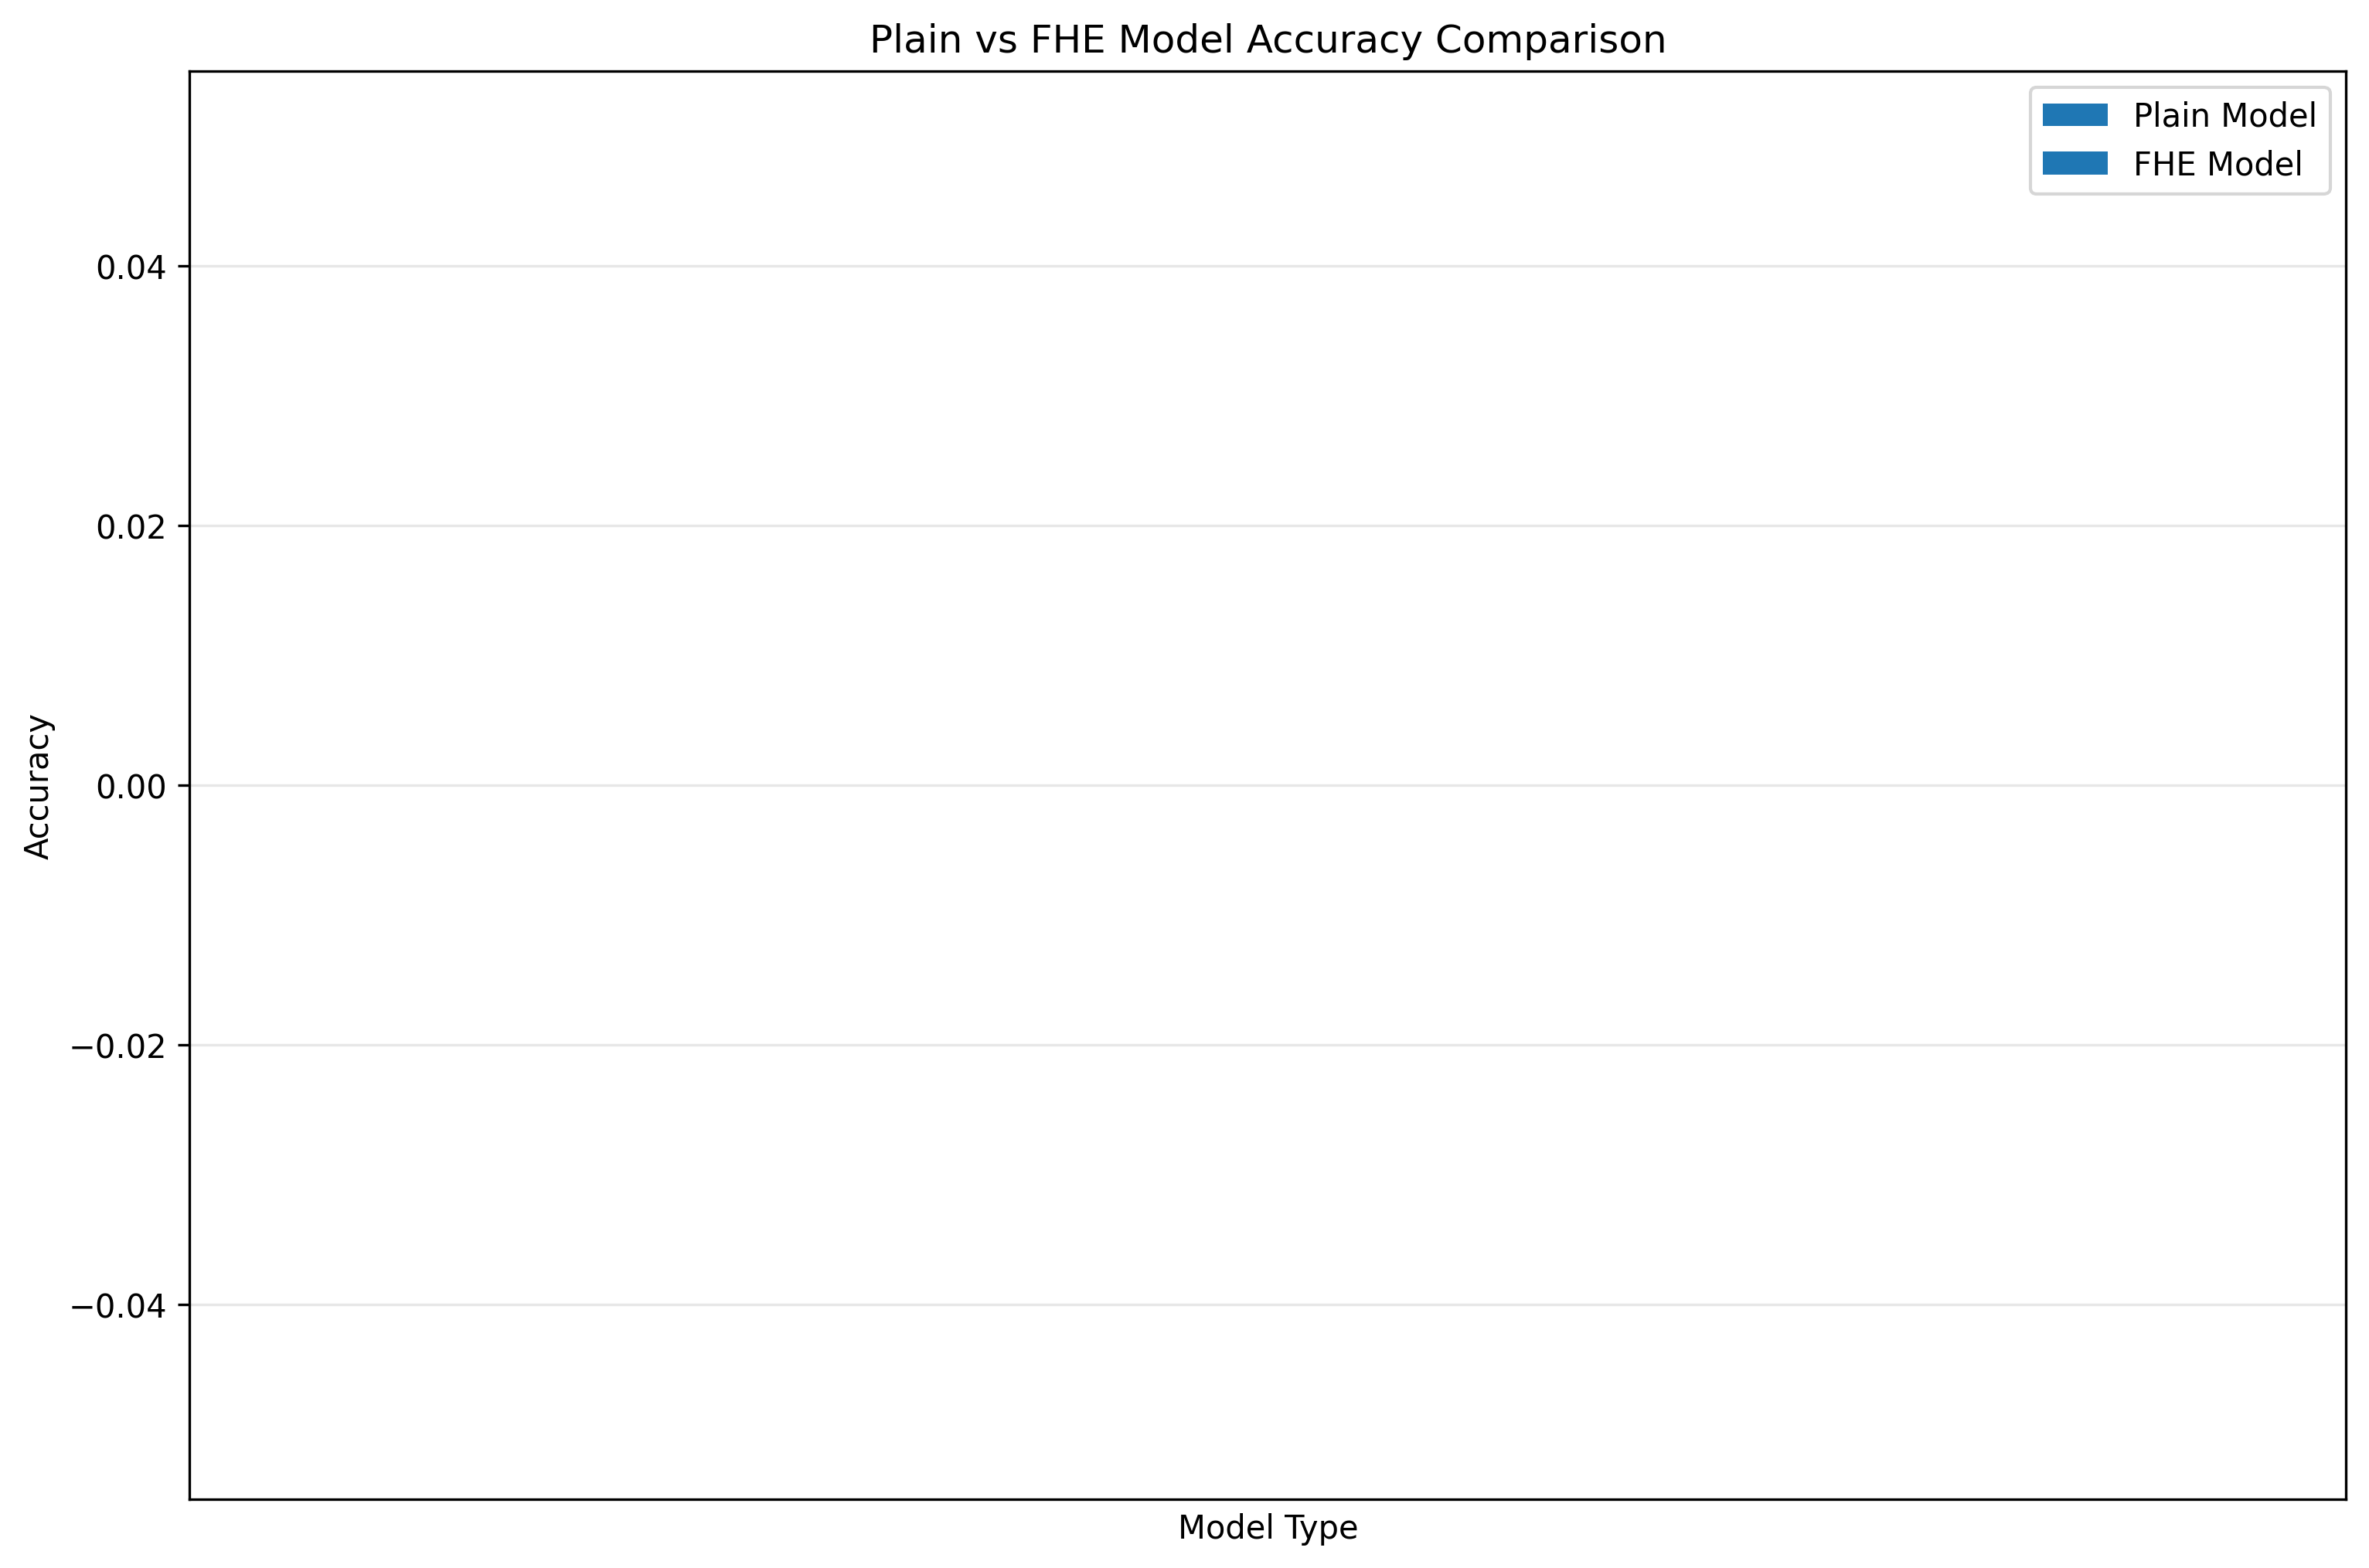 Plain vs FHE Model Accuracy Comparison
Plain Model
FHE Model
0.04
0.02
0.00
−0.02
−0.04
Accuracy
Model Type